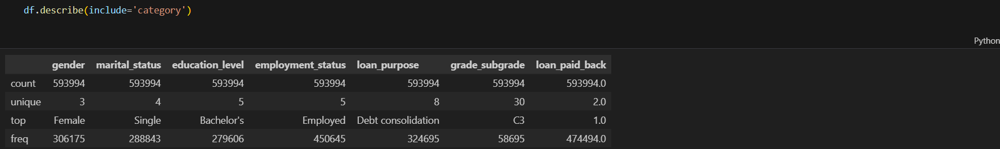 df.describe(include='category')
Python
gender marital_status education_level employment_status loan_purpose grade_subgrade loan_paid_back
count 593994 593994 593994 593994 593994 593994 593994.0
unique 3 4 5 5 8 30 2.0
top Female Single Bachelor's Employed Debt consolidation C3 1.0
freq 306175 288843 279606 450645 324695 58695 474494.0